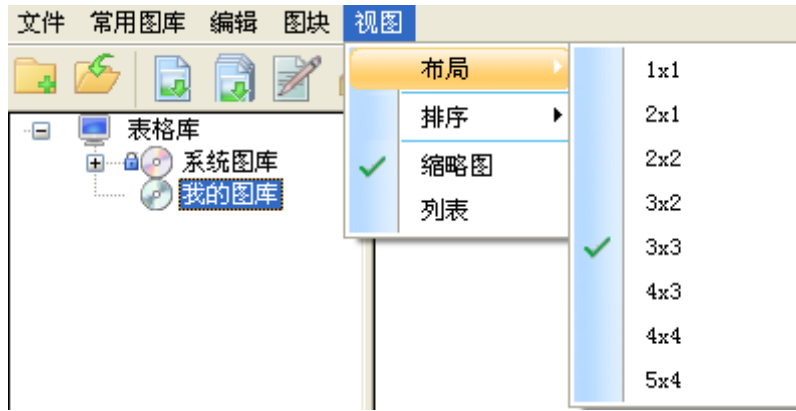 文件 常用图库 编辑 图块 视图
布局
排序
缩略图
列表
1x1
2x1
2x2
3x2
3x3
4x3
4x4
5x4
表格库
系统图库
我的图库